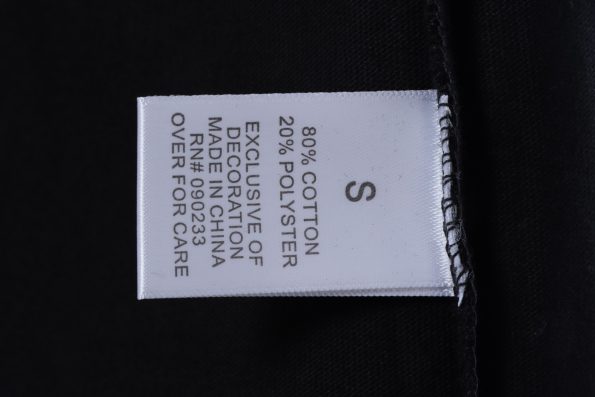 S
80% COTTON
20% POLYSTER
EXCLUSIVE OF
DECORATION
MADE IN CHINA
RN# 090233
OVER FOR CARE